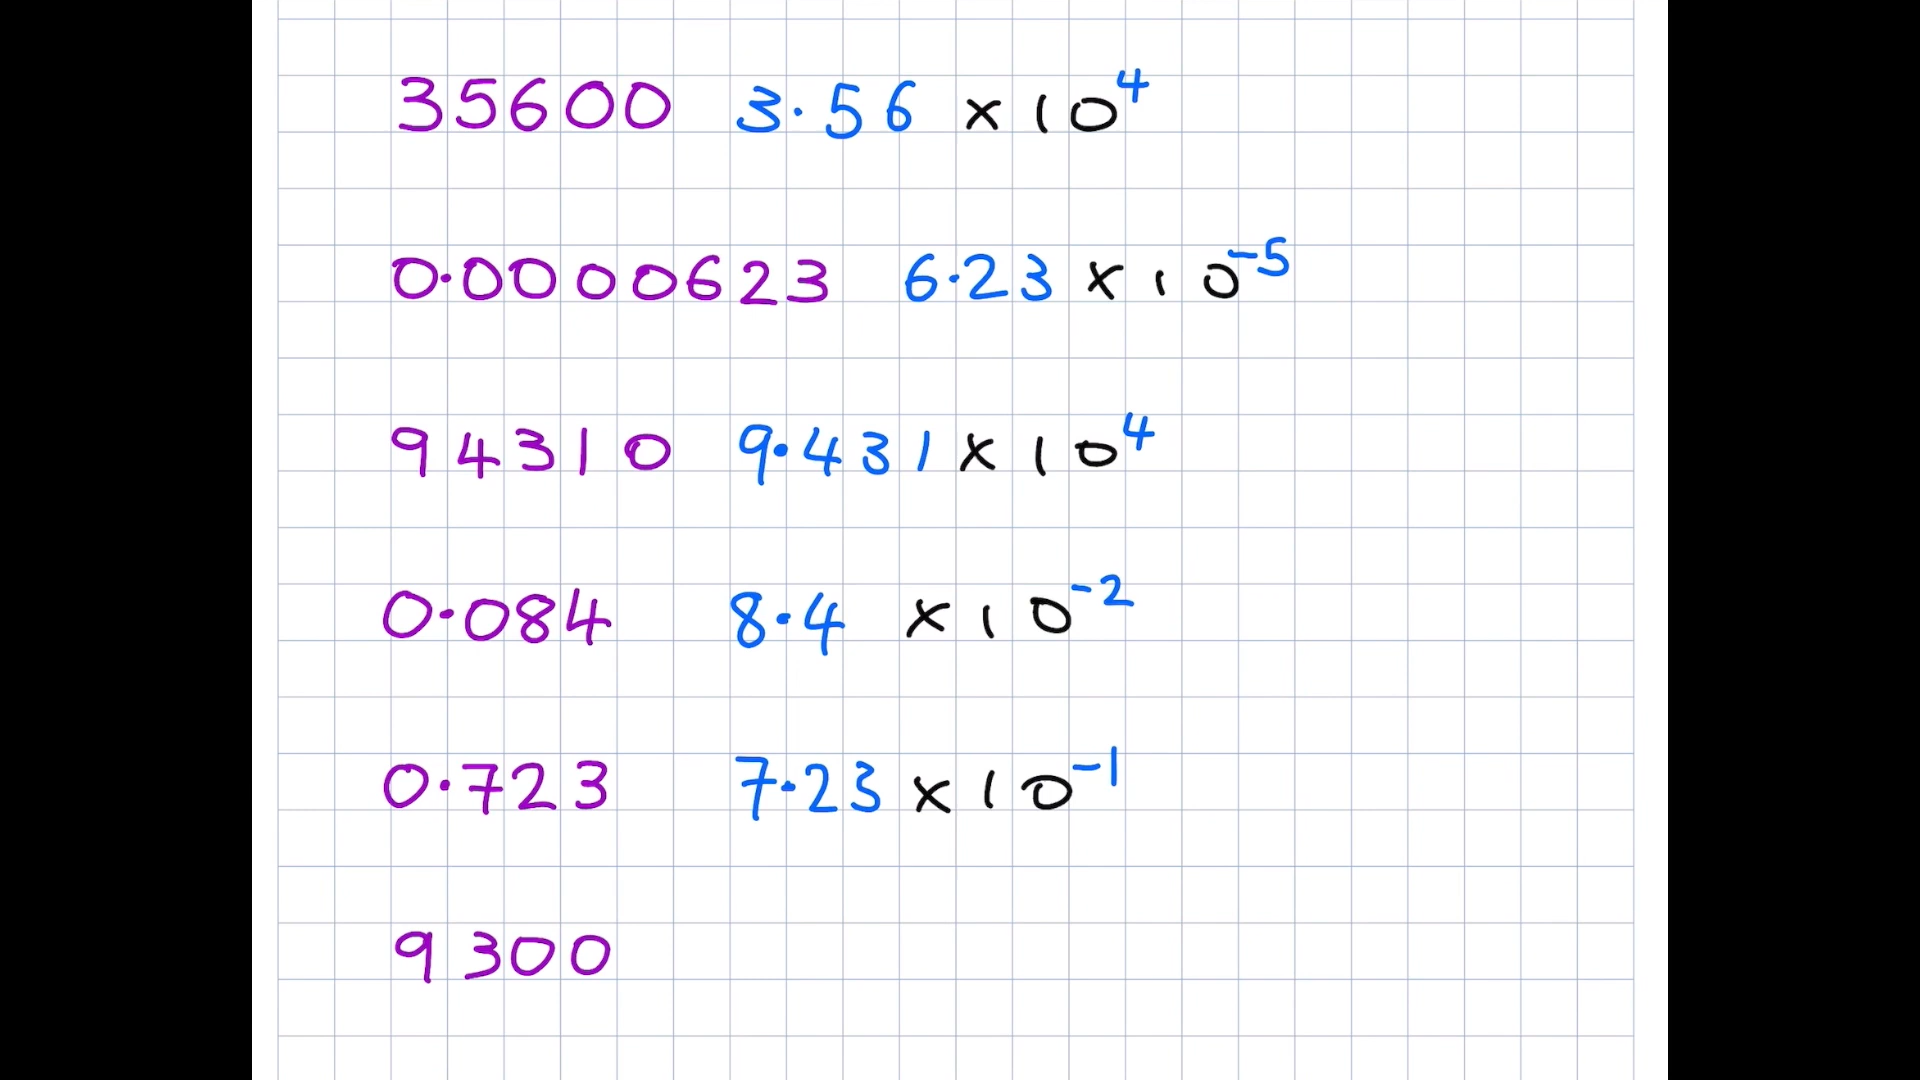 35600 3·56 × 10⁴
0·0000623 6·23 × 10⁻⁵
94310 9·431 × 10⁴
0·084 8·4 × 10⁻²
0·723 7·23 × 10⁻¹
9300